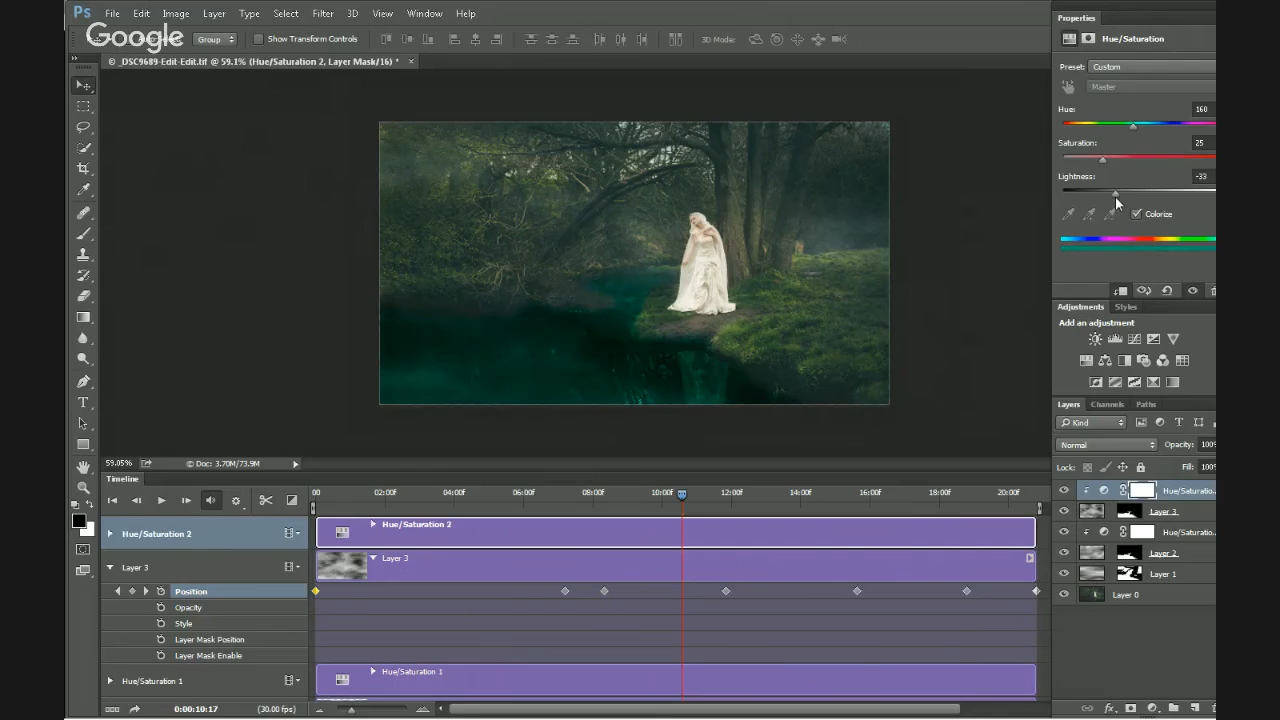 Ps File Edit Image Layer Type Select Filter 3D View Window Help
Google
Group Show Transform Controls 3D Mode:
© _DSC9689-Edit-Edit.tif @ 59.1% (Hue/Saturation 2, Layer Mask/16) * ×
Properties
Hue/Saturation
Preset: Custom
Master
Hue: 160
Saturation: 25
Lightness: -33
Colorize
Adjustments Styles
Add an adjustment
Layers Channels Paths
Kind
Normal Opacity: 100%
Lock: Fill: 100%
Hue/Saturatio...
Layer 3
Hue/Saturatio...
Layer 2
Layer 1
Layer 0
59.05% © Doc: 3.70M/73.9M
Timeline
00 02:00f 04:00f 06:00f 08:00f 10:00f 12:00f 14:00f 16:00f 18:00f 20:00f
Hue/Saturation 2 Hue/Saturation 2
Layer 3 Layer 3
Position
Opacity
Style
Layer Mask Position
Layer Mask Enable
Hue/Saturation 1 Hue/Saturation 1
0:00:10:17 (30.00 fps)